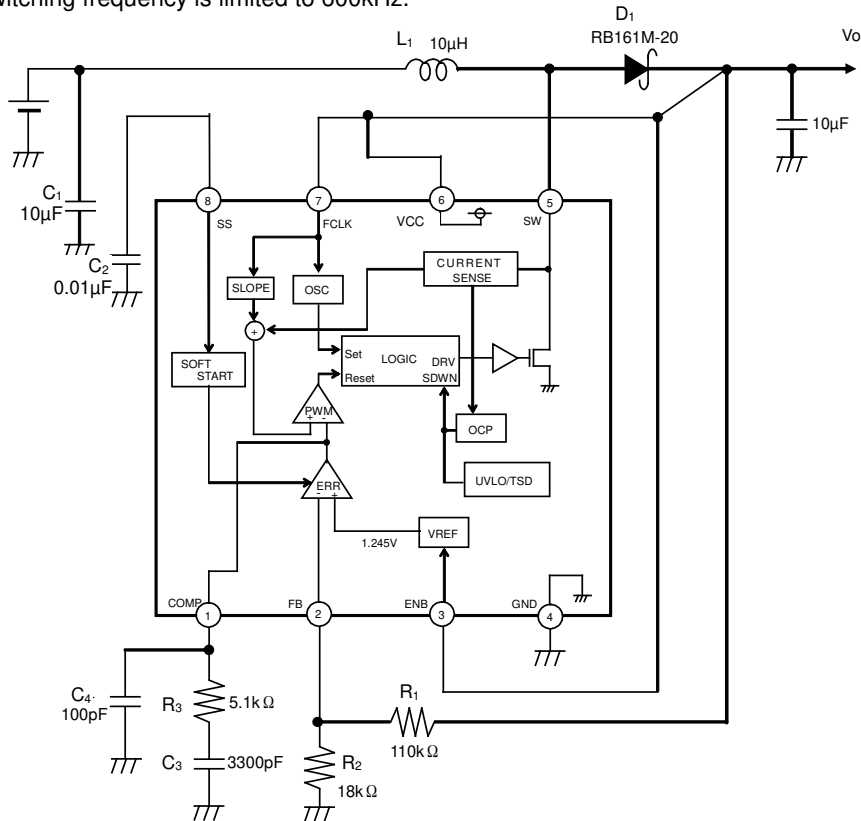 witching frequency is limited to 600kHz.
D1
RB161M-20
Vo
L1 10μH
10μF
C1
10μF
C2
0.01μF
8
7
6
5
SS
FCLK
VCC
SW
SLOPE
OSC
CURRENT
SENSE
+
Set
LOGIC
DRV
Reset
SDWN
SOFT
START
PWM
+ -
OCP
ERR
- +
UVLO/TSD
1.245V
VREF
COMP
FB
ENB
GND
1
2
3
4
C4.
100pF
R3
5.1kΩ
C3
3300pF
R1
110kΩ
R2
18kΩ